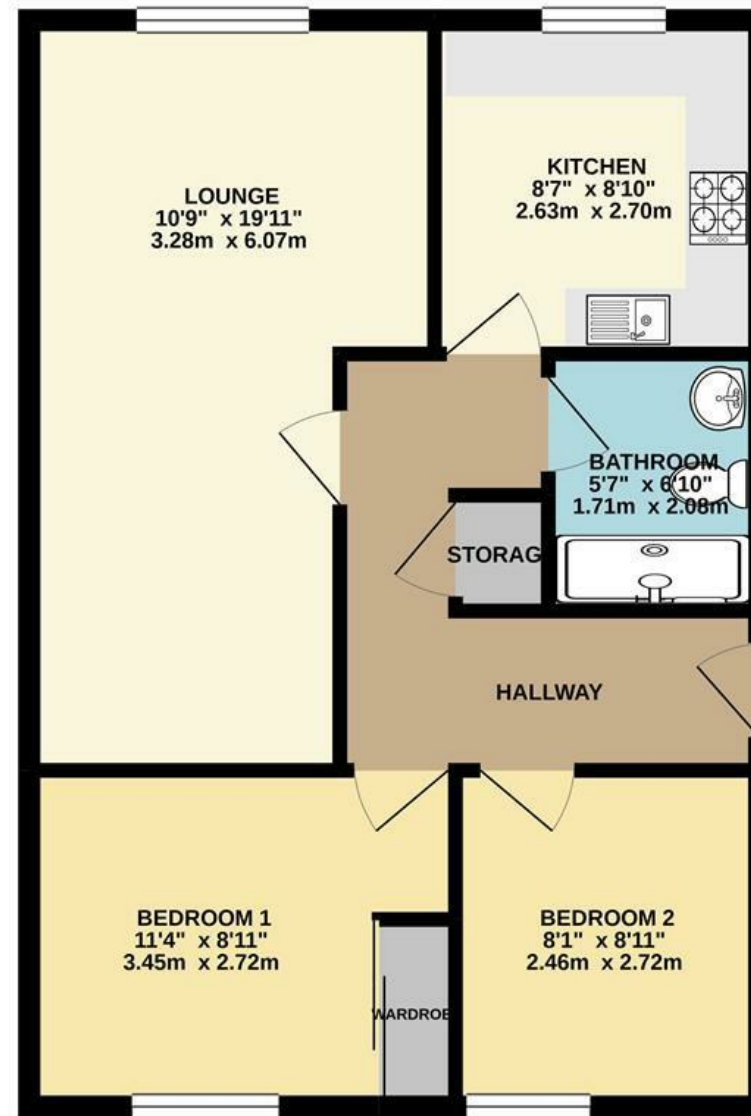 LOUNGE
10'9" x 19'11"
3.28m x 6.07m
KITCHEN
8'7" x 8'10"
2.63m x 2.70m
BATHROOM
5'7" x 6'10"
1.71m x 2.08m
STORAG
HALLWAY
BEDROOM 1
11'4" x 8'11"
3.45m x 2.72m
BEDROOM 2
8'1" x 8'11"
2.46m x 2.72m
WARDROB